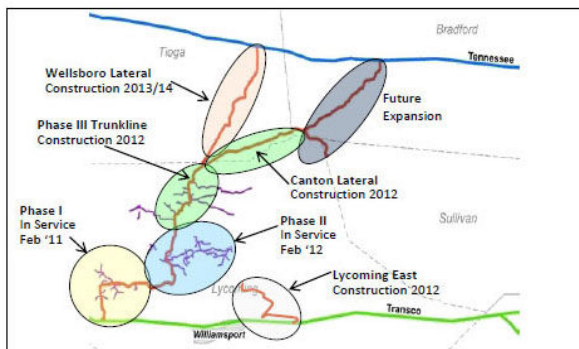 Bradford
Tioga
Tennessee
Wellsboro Lateral
Construction 2013/14
Future
Expansion
Phase III Trunkline
Construction 2012
Canton Lateral
Construction 2012
Phase I
In Service
Feb '11
Phase II
In Service
Feb '12
Sullivan
Lycoming
Lycoming East
Construction 2012
Transco
Williamsport